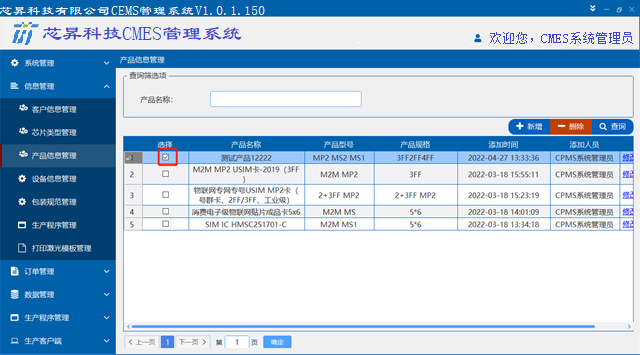 芯昇科技有限公司CEMS管理系统V1.0.1.150
芯昇科技CMES管理系统
欢迎您，CMES系统管理员
系统管理
信息管理
客户信息管理
芯片类型管理
产品信息管理
设备信息管理
包装规范管理
生产程序管理
打印激光模板管理
订单管理
数据管理
生产程序管理
生产客户端
产品信息管理
查询筛选项
产品名称：
新增 删除 查询
选择 产品名称 产品型号 产品规格 添加时间 添加人员
测试产品12222 MP2 MS2 MS1 3FF2FF4FF 2022-04-27 13:33:36 CPMS系统管理员 修改
2 M2M MP2 USIM卡-2019（3FF） M2M MP2 3FF 2022-03-18 15:55:11 CPMS系统管理员 修改
3 物联网专网专号USIM MP2卡（号群卡、2FF/3FF、工业级） 2+3FF MP2 2+3FF MP2 2022-03-18 15:23:19 CPMS系统管理员 修改
4 消费电子级物联网贴片成品卡5x6 M2M MS 5*6 2022-03-18 14:01:09 CPMS系统管理员 修改
5 SIM IC HMSC251701-C M2M MS1 5*6 2022-03-18 13:34:18 CPMS系统管理员 修改
上一页 1 下一页 第 1 页 确定